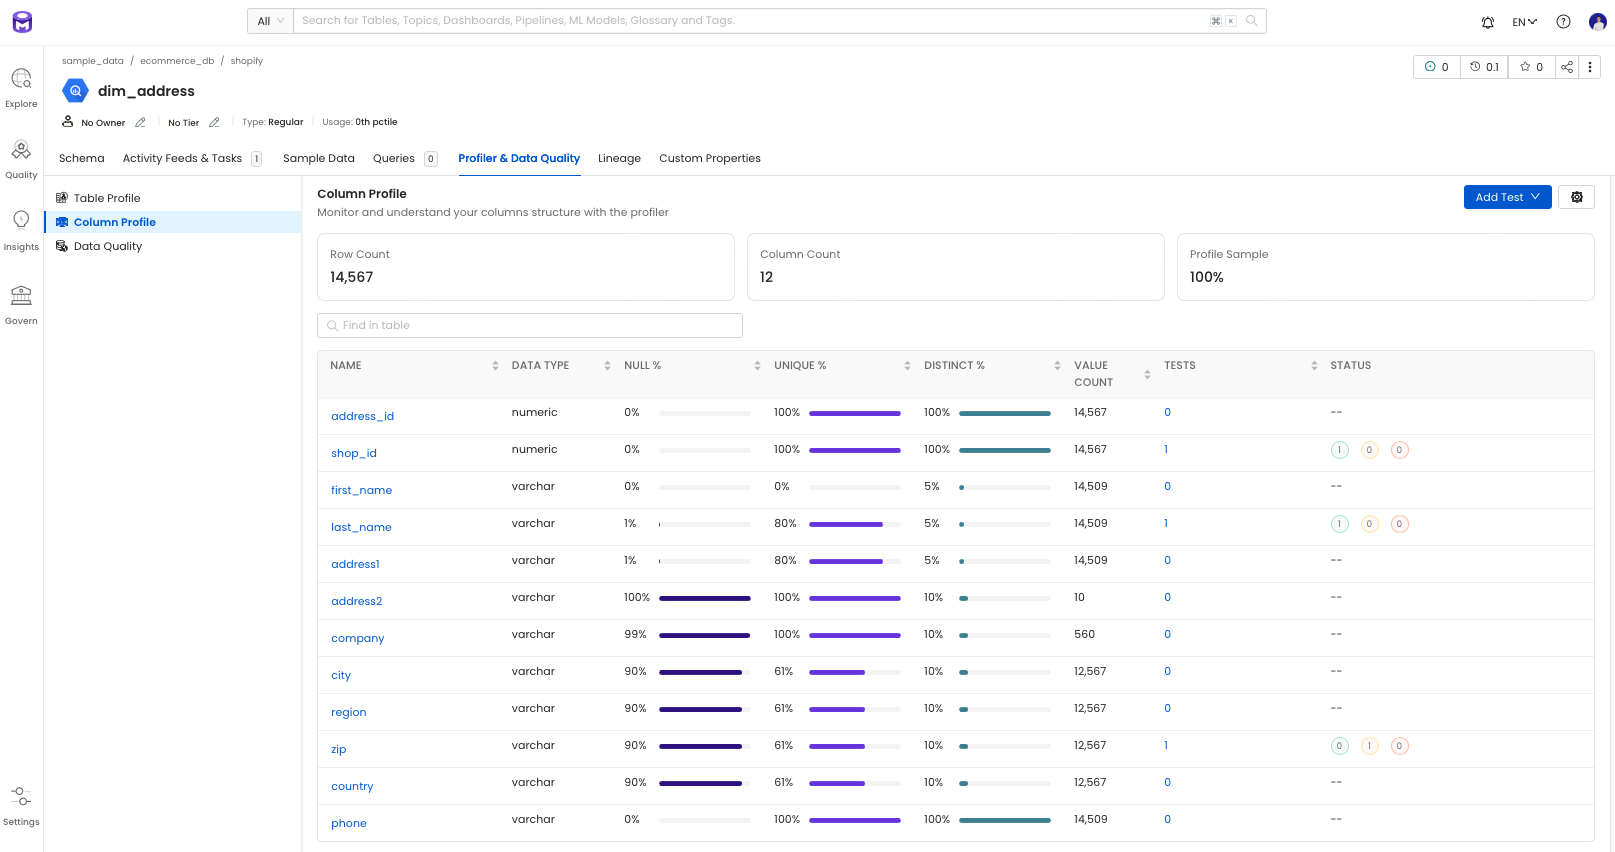 All
Search for Tables, Topics, Dashboards, Pipelines, ML Models, Glossary and Tags.
⌘ K
EN
Explore
Quality
Insights
Govern
Settings
sample_data / ecommerce_db / shopify
0 0.1 0
dim_address
No Owner No Tier Type: Regular Usage: 0th pctile
Schema Activity Feeds & Tasks 1 Sample Data Queries 0 Profiler & Data Quality Lineage Custom Properties
Table Profile
Column Profile
Data Quality
Column Profile
Monitor and understand your columns structure with the profiler
Add Test
Row Count
14,567
Column Count
12
Profile Sample
100%
Find in table
NAME DATA TYPE NULL % UNIQUE % DISTINCT % VALUE COUNT TESTS STATUS
address_id numeric 0% 100% 100% 14,567 0 --
shop_id numeric 0% 100% 100% 14,567 1 1 0 0
first_name varchar 0% 0% 5% 14,509 0 --
last_name varchar 1% 80% 5% 14,509 1 1 0 0
address1 varchar 1% 80% 5% 14,509 0 --
address2 varchar 100% 100% 10% 10 0 --
company varchar 99% 100% 10% 560 0 --
city varchar 90% 61% 10% 12,567 0 --
region varchar 90% 61% 10% 12,567 0 --
zip varchar 90% 61% 10% 12,567 1 0 1 0
country varchar 90% 61% 10% 12,567 0 --
phone varchar 0% 100% 100% 14,509 0 --